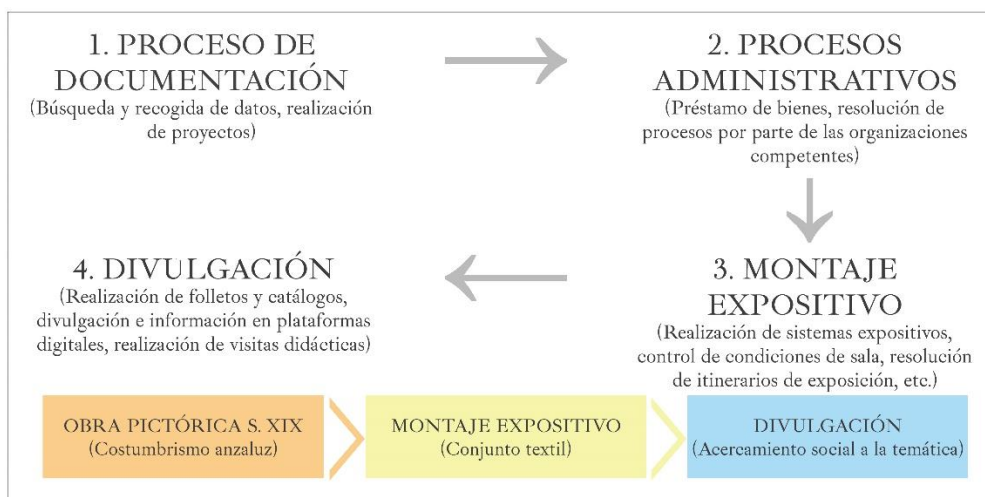 1. PROCESO DE
DOCUMENTACIÓN
(Búsqueda y recogida de datos, realización
de proyectos)
2. PROCESOS
ADMINISTRATIVOS
(Préstamo de bienes, resolución de
procesos por parte de las organizaciones
competentes)
3. MONTAJE
EXPOSITIVO
(Realización de sistemas expositivos,
control de condiciones de sala, resolución
de itinerarios de exposición, etc.)
4. DIVULGACIÓN
(Realización de folletos y catálogos,
divulgación e información en plataformas
digitales, realización de visitas didácticas)
OBRA PICTÓRICA S. XIX
(Costumbrismo anzaluz)
MONTAJE EXPOSITIVO
(Conjunto textil)
DIVULGACIÓN
(Acercamiento social a la temática)